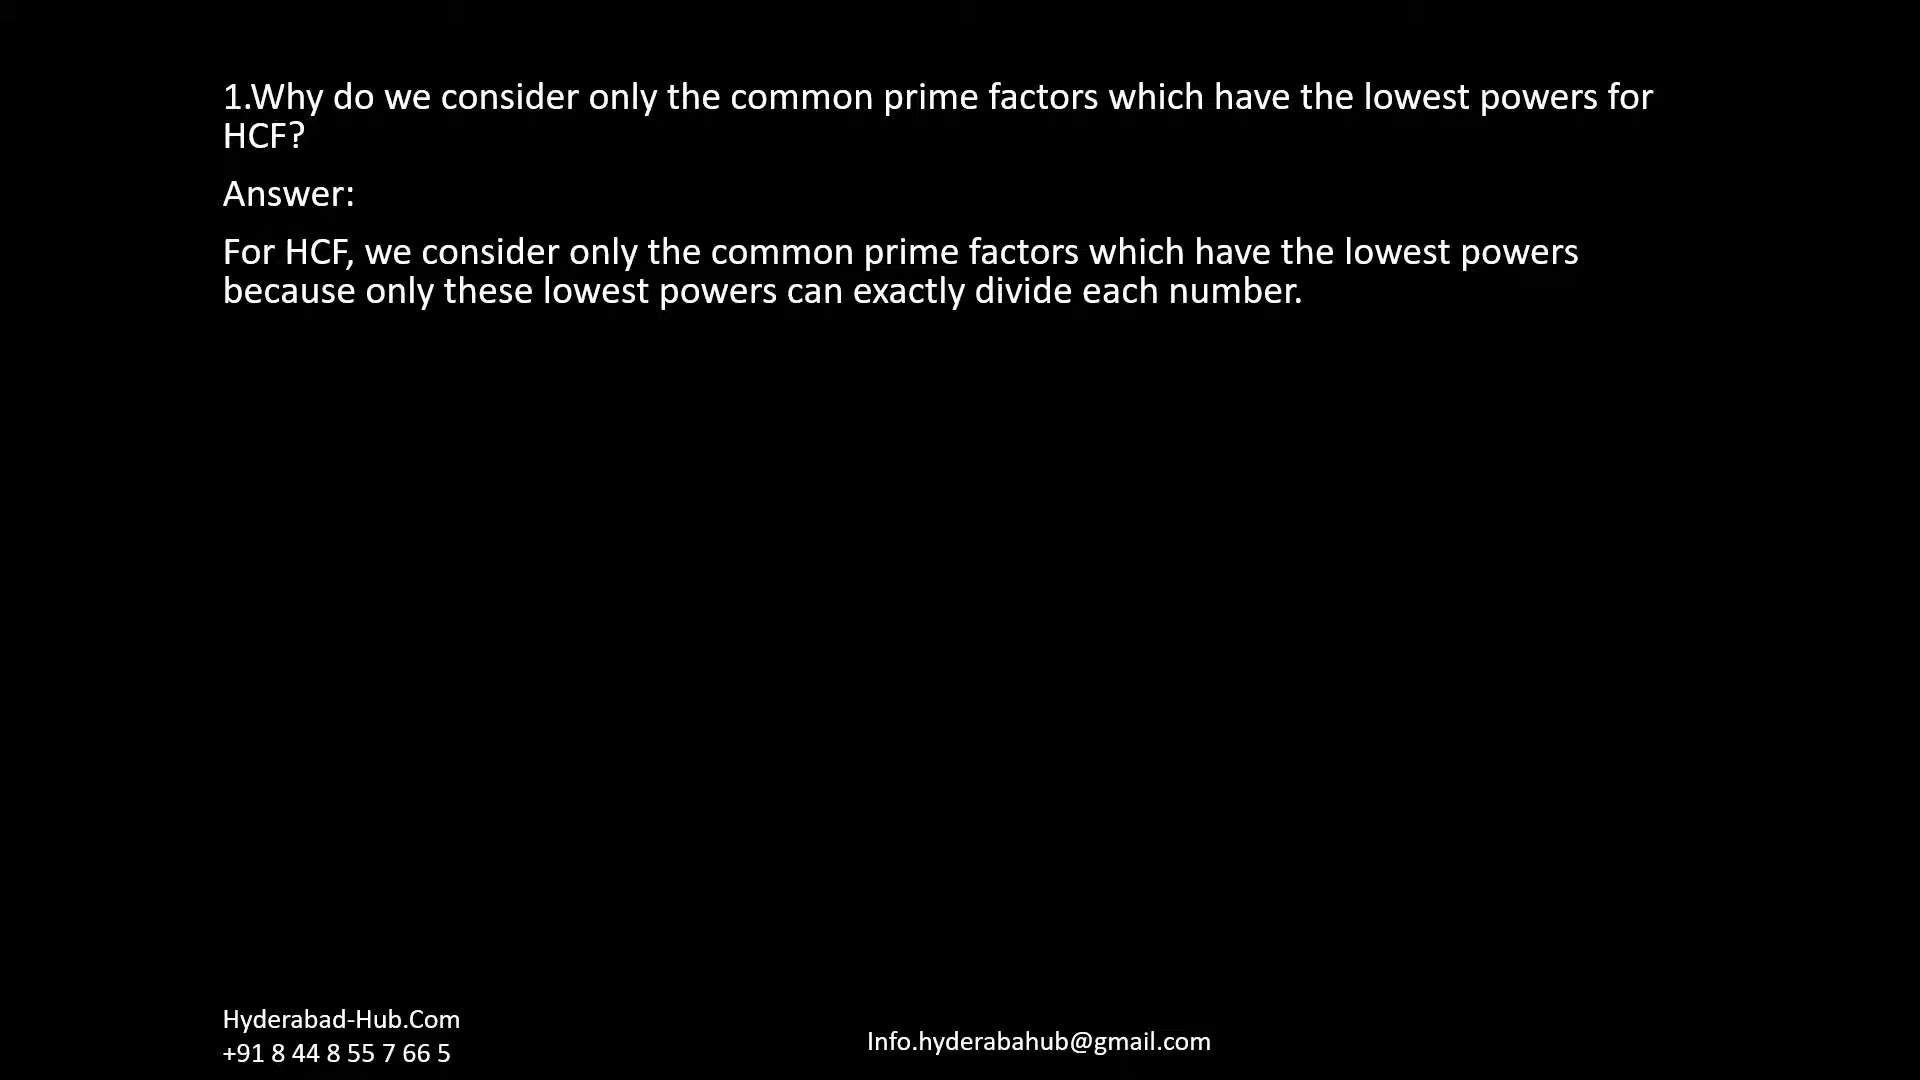 1.Why do we consider only the common prime factors which have the lowest powers for
HCF?
Answer:
For HCF, we consider only the common prime factors which have the lowest powers
because only these lowest powers can exactly divide each number.
Hyderabad-Hub.Com
+91 8 44 8 55 7 66 5
Info.hyderabahub@gmail.com